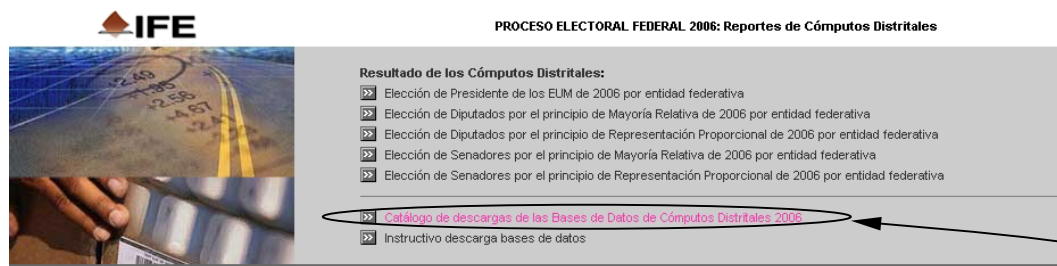 IFE
PROCESO ELECTORAL FEDERAL 2006: Reportes de Cómputos Distritales
Resultado de los Cómputos Distritales:
Elección de Presidente de los EUM de 2006 por entidad federativa
Elección de Diputados por el principio de Mayoría Relativa de 2006 por entidad federativa
Elección de Diputados por el principio de Representación Proporcional de 2006 por entidad federativa
Elección de Senadores por el principio de Mayoría Relativa de 2006 por entidad federativa
Elección de Senadores por el principio de Representación Proporcional de 2006 por entidad federativa
Catálogo de descargas de las Bases de Datos de Cómputos Distritales 2006
Instructivo descarga bases de datos